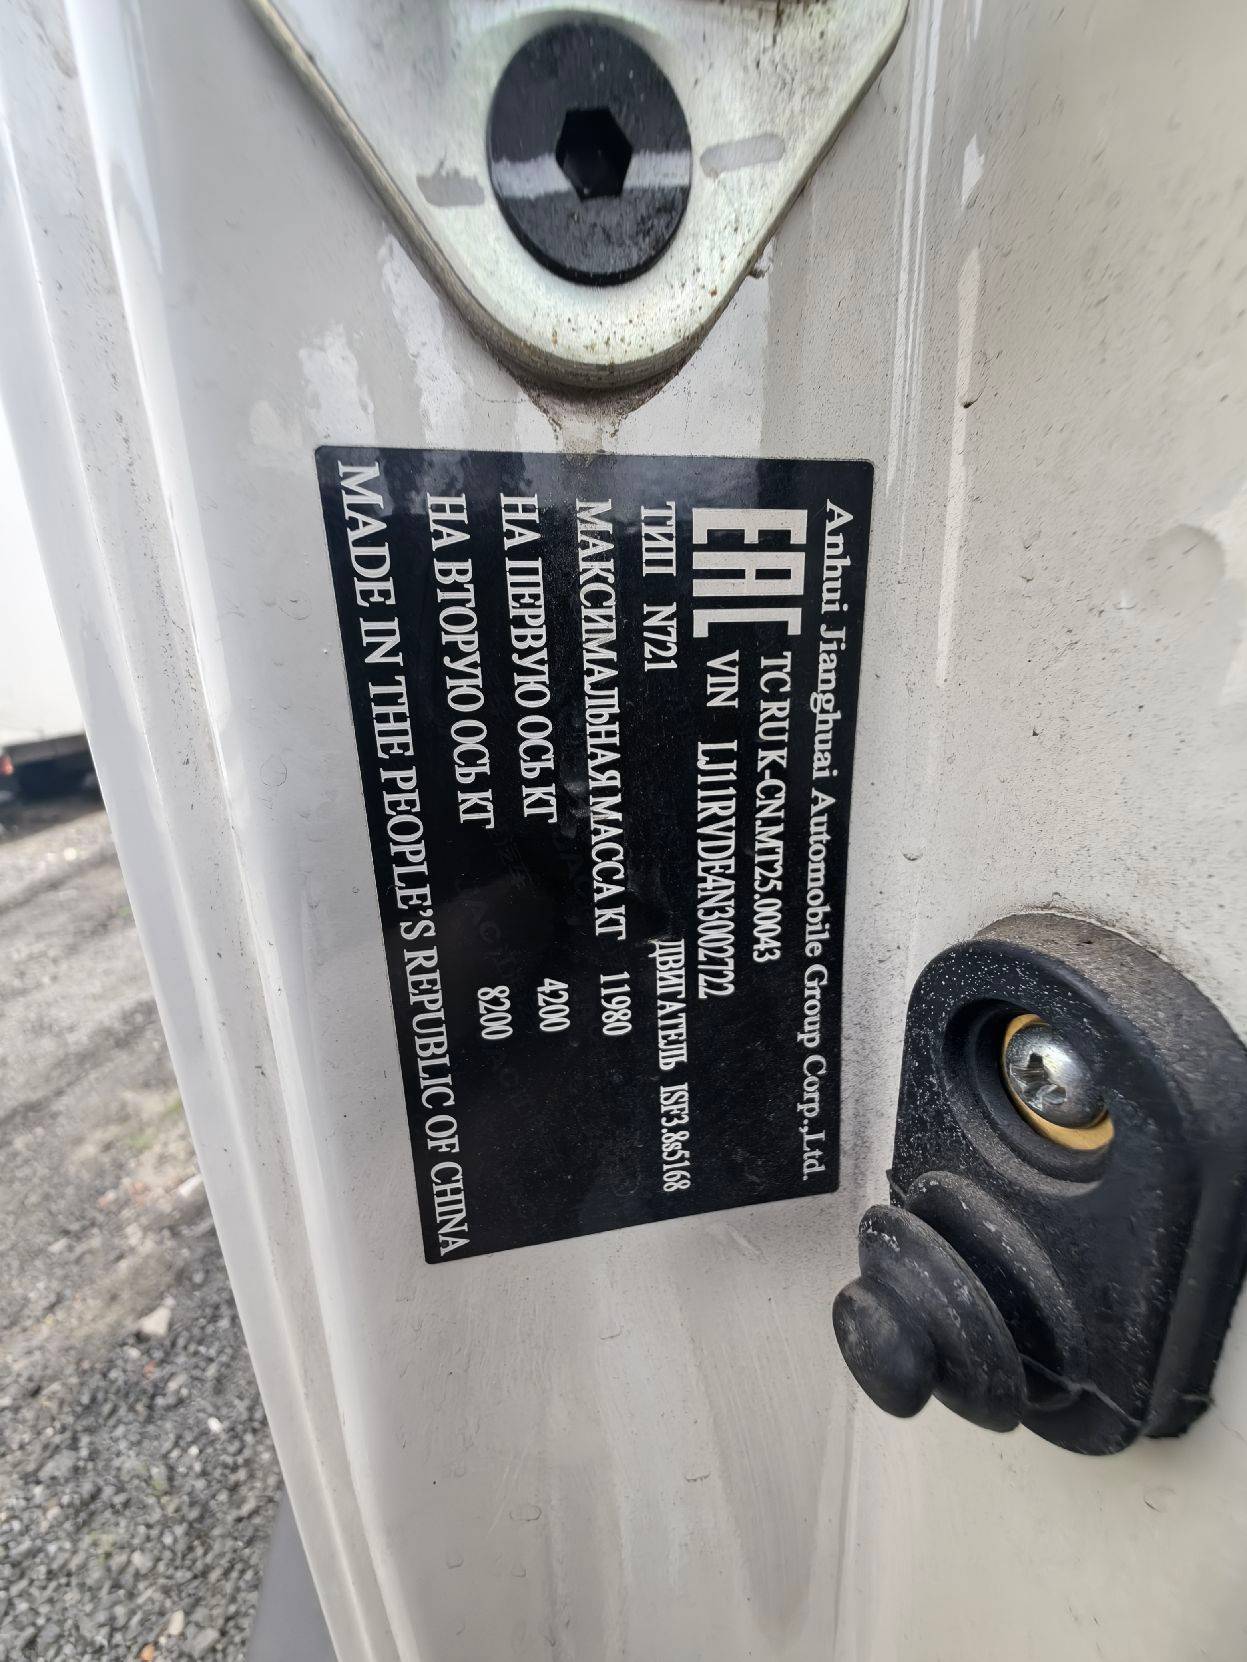 Anhui Jianghuai Automobile Group Corp.,Ltd.
EAC TC RU К-CN.МТ25.00043
VIN LJ11RVDE4N3002722
ТИП N721 ДВИГАТЕЛЬ ISF3.8s5168
МАКСИМАЛЬНАЯ МАССА КГ 11980
НА ПЕРВУЮ ОСЬ КГ 4200
НА ВТОРУЮ ОСЬ КГ 8200
MADE IN THE PEOPLE'S REPUBLIC OF CHINA